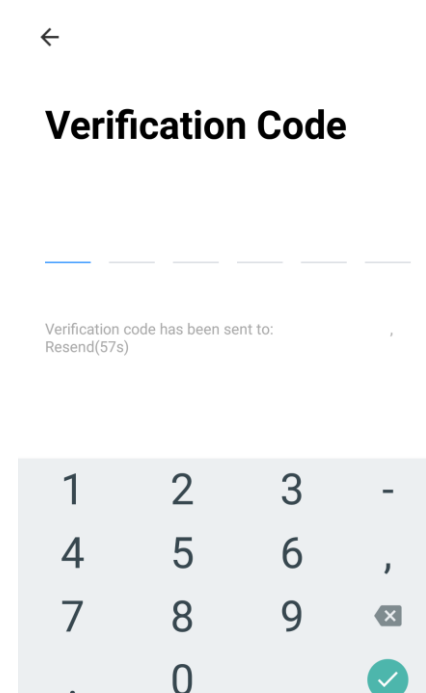 Verification Code
Verification code has been sent to: ,
Resend(57s)
1 2 3 -
4 5 6 ,
7 8 9
. 0